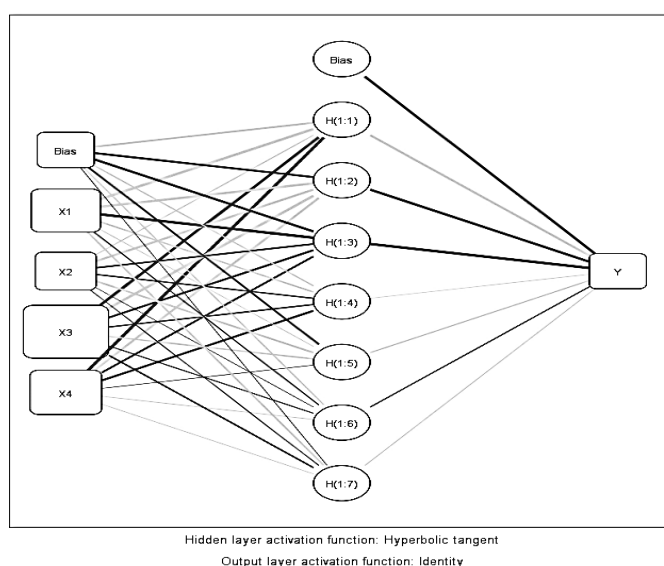 Bias
H(1:1)
Bias
H(1:2)
X1
H(1:3)
X2
Y
H(1:4)
X3
H(1:5)
X4
H(1:6)
H(1:7)
Hidden layer activation function: Hyperbolic tangent
Output layer activation function: Identity